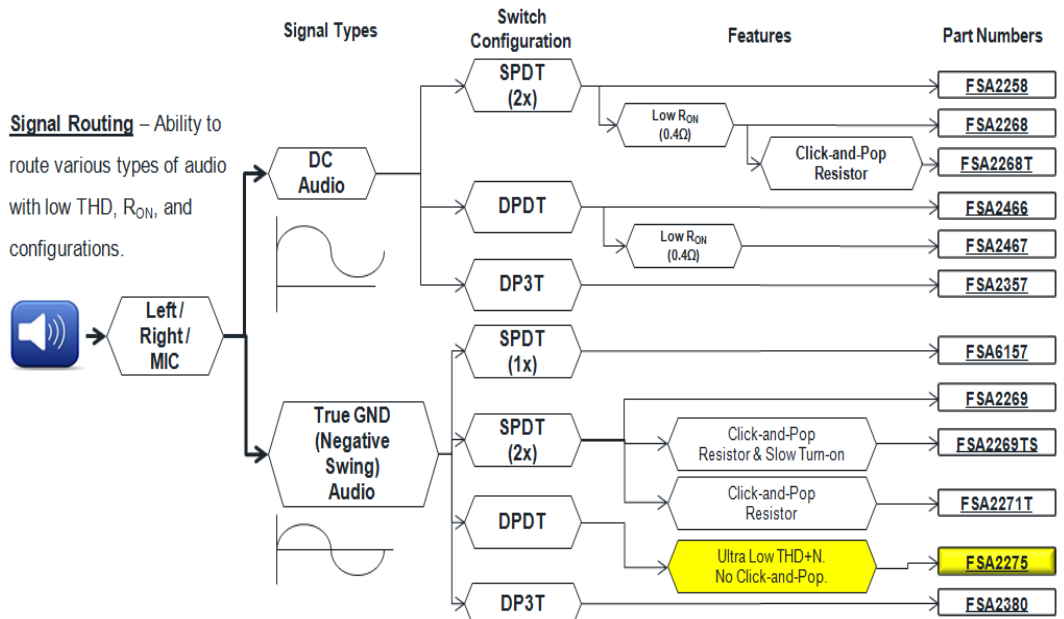 Signal Types
Switch
Configuration
Features
Part Numbers
Signal Routing – Ability to
route various types of audio
with low THD, RON, and
configurations.
Left /
Right /
MIC
DC
Audio
SPDT
(2x)
FSA2258
Low RON
(0.4Ω)
FSA2268
Click-and-Pop
Resistor
FSA2268T
DPDT
FSA2466
Low RON
(0.4Ω)
FSA2467
DP3T
FSA2357
True GND
(Negative
Swing)
Audio
SPDT
(1x)
FSA6157
SPDT
(2x)
FSA2269
Click-and-Pop
Resistor & Slow Turn-on
FSA2269TS
Click-and-Pop
Resistor
FSA2271T
DPDT
Ultra Low THD+N.
No Click-and-Pop.
FSA2275
DP3T
FSA2380